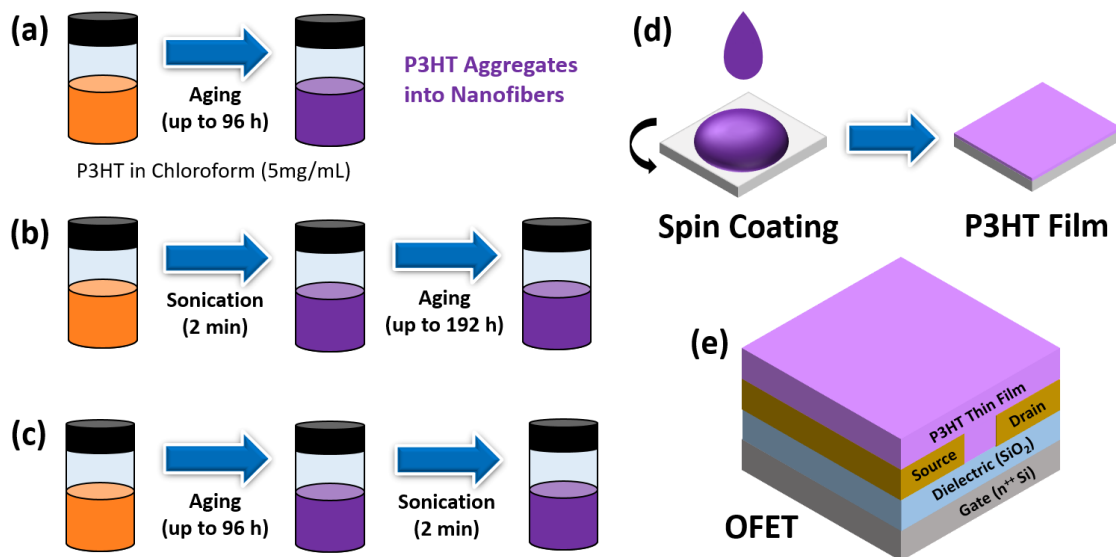 (a)
Aging
(up to 96 h)
P3HT Aggregates
into Nanofibers
P3HT in Chloroform (5mg/mL)
(b)
Sonication
(2 min)
Aging
(up to 192 h)
(c)
Aging
(up to 96 h)
Sonication
(2 min)
(d)
Spin Coating
P3HT Film
(e)
P3HT Thin Film
Source
Drain
Dielectric (SiO₂)
Gate (n⁺⁺ Si)
OFET